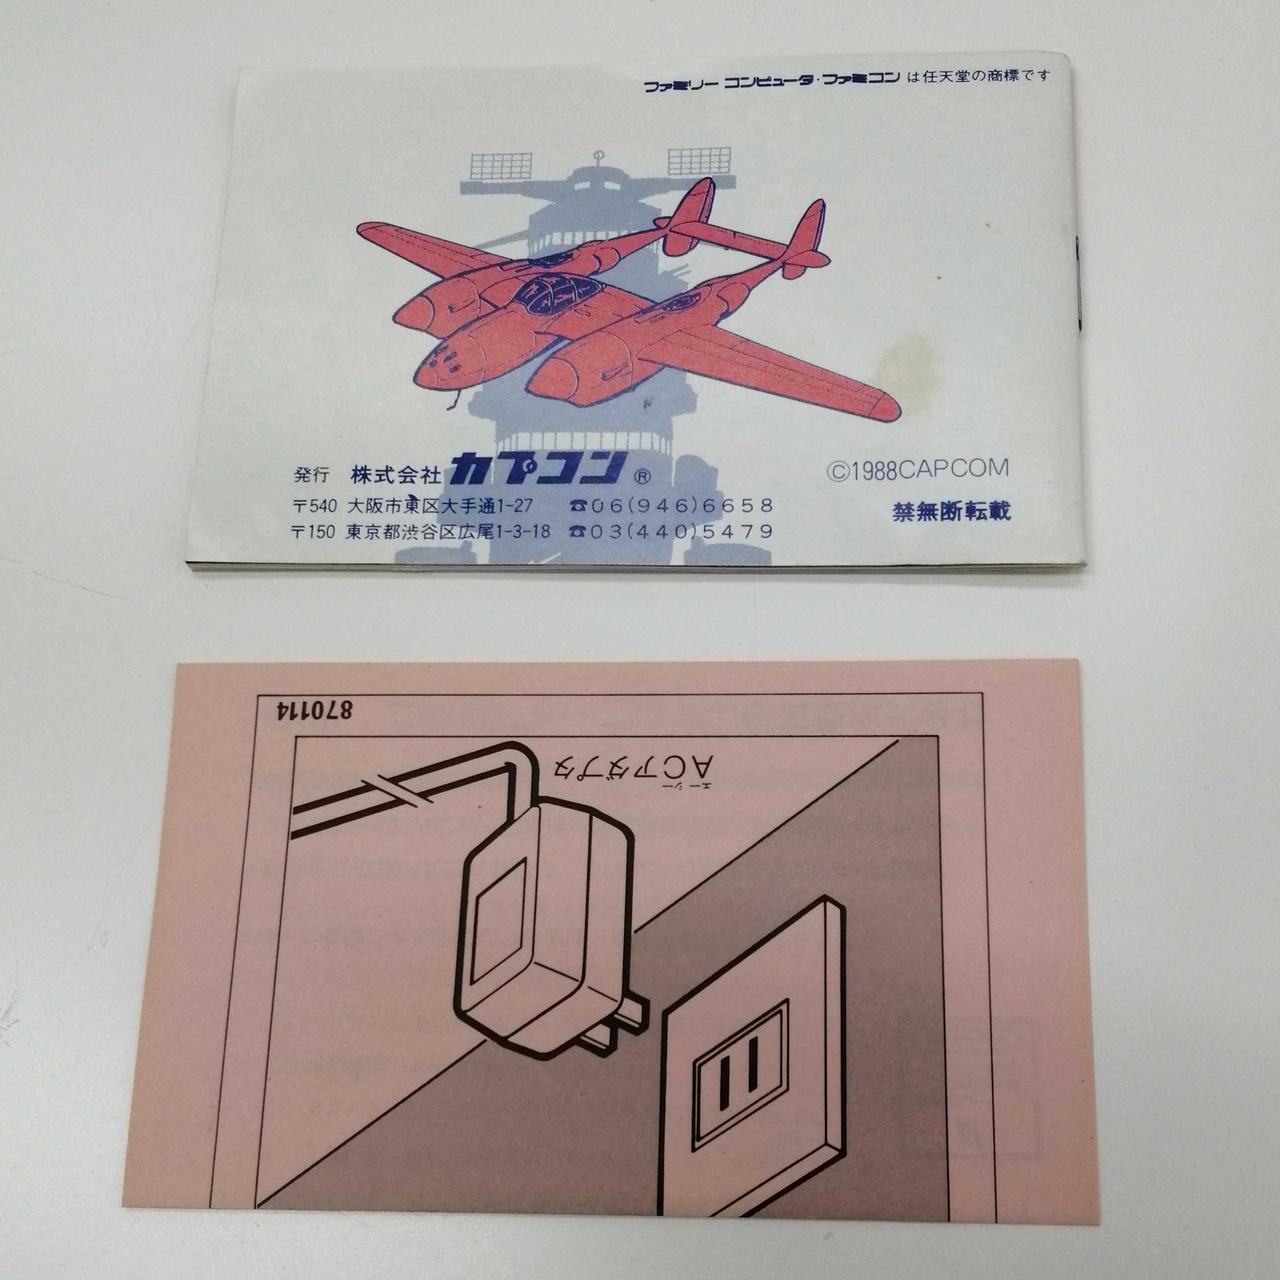 ファミリー コンピュータ・ファミコン は任天堂の商標です
発行 株式会社 カプコン ®
©1988CAPCOM
〒540 大阪市東区大手通1-27 ☎06(946)6658
禁無断転載
〒150 東京都渋谷区広尾1-3-18 ☎03(440)5479
870114
エーシー
ACアダプタ